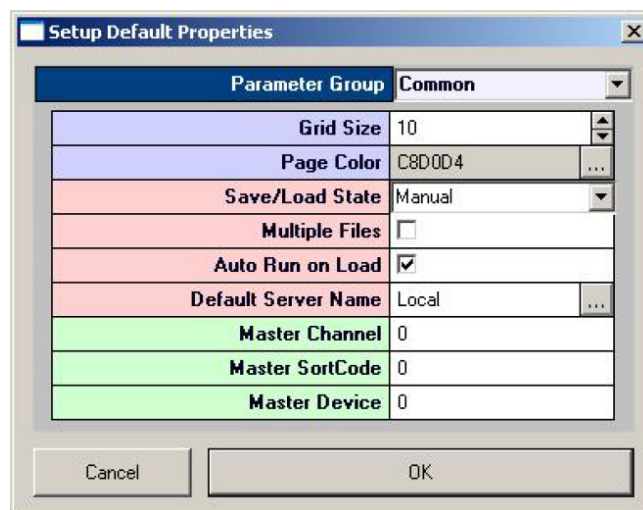 Setup Default Properties
Parameter Group Common
Grid Size 10
Page Color C8D0D4 ...
Save/Load State Manual
Multiple Files
Auto Run on Load
Default Server Name Local ...
Master Channel 0
Master SortCode 0
Master Device 0
Cancel OK